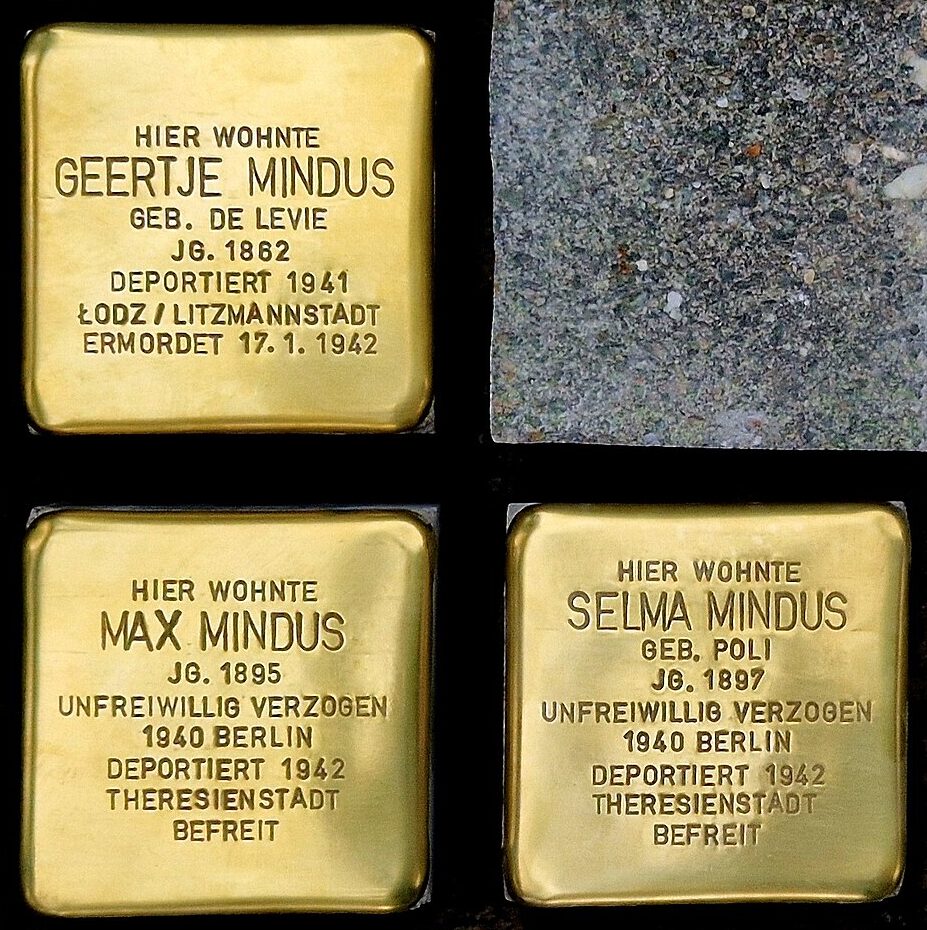 HIER WOHNTE
GEERTJE MINDUS
GEB. DE LEVIE
JG. 1862
DEPORTIERT 1941
ŁODZ / LITZMANNSTADT
ERMORDET 17.1.1942
HIER WOHNTE
MAX MINDUS
JG. 1895
UNFREIWILLIG VERZOGEN
1940 BERLIN
DEPORTIERT 1942
THERESIENSTADT
BEFREIT
HIER WOHNTE
SELMA MINDUS
GEB. POLI
JG. 1897
UNFREIWILLIG VERZOGEN
1940 BERLIN
DEPORTIERT 1942
THERESIENSTADT
BEFREIT